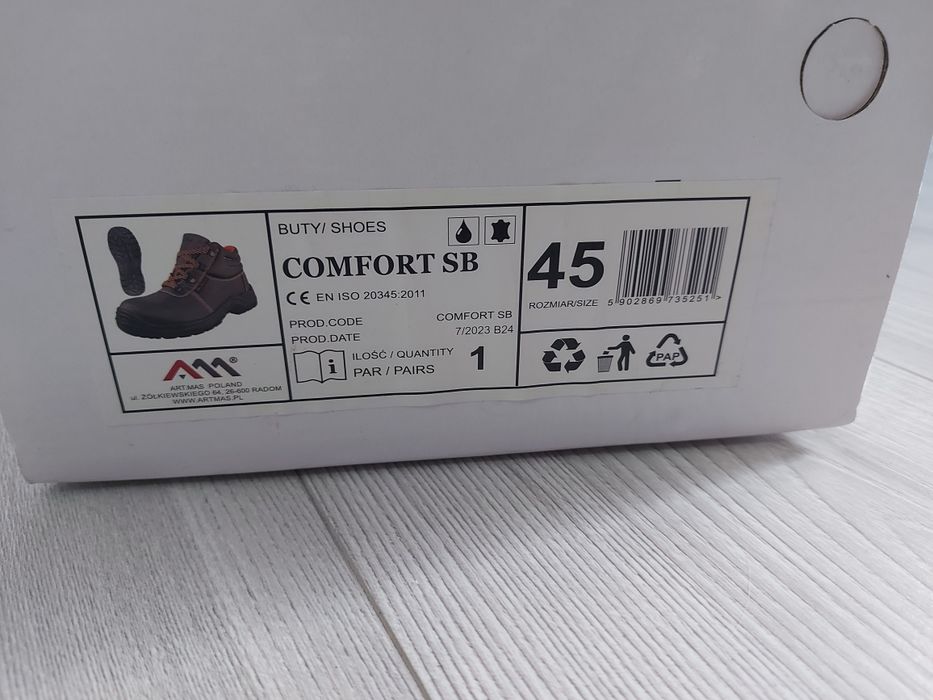 BUTY/ SHOES
COMFORT SB
CE EN ISO 20345:2011
PROD.CODE COMFORT SB
PROD.DATE 7/2023 B24
i ILOŚĆ / QUANTITY 1
PAR / PAIRS
45
ROZMIAR/SIZE
5 902869 735251 >
PAP
AM®
ART.MAS POLAND
ul. ŻÓŁKIEWSKIEGO 64, 26-600 RADOM
WWW.ARTMAS.PL